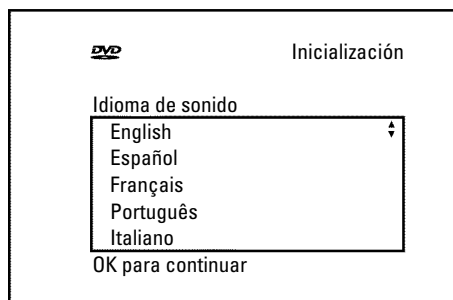 DVD
Inicialización
Idioma de sonido
English
Español
Français
Português
Italiano
OK para continuar